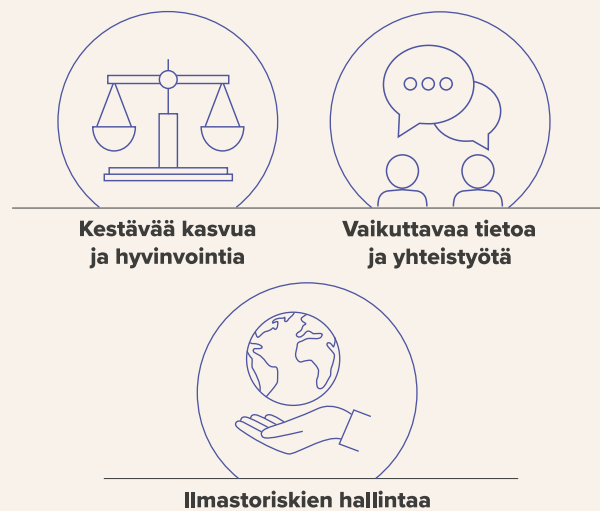 Kestävää kasvua
ja hyvinvointia
Vaikuttavaa tietoa
ja yhteistyötä
Ilmastoriskien hallintaa